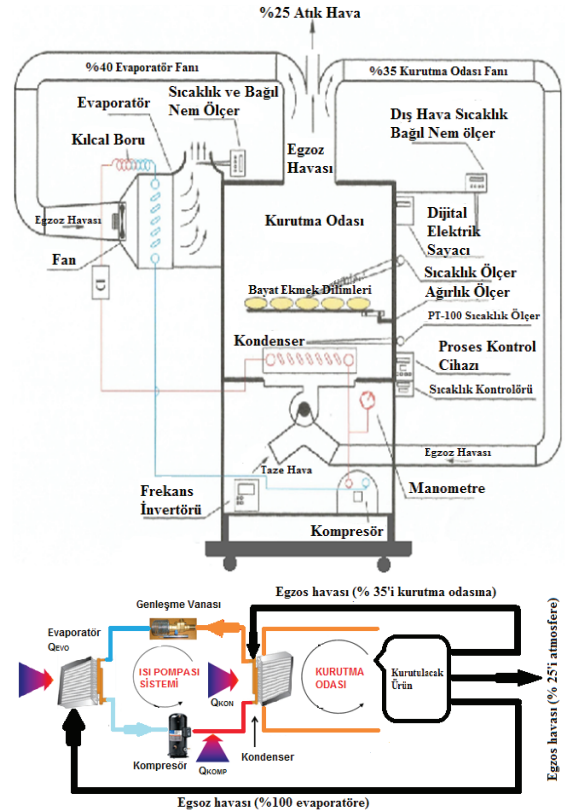 %25 Atık Hava
%40 Evaporatör Fanı
%35 Kurutma Odası Fanı
Evaporatör
Sıcaklık ve Bağıl
Nem Ölçer
Kılcal Boru
Egzoz
Havası
Dış Hava Sıcaklık
Bağıl Nem ölçer
Egzoz Havası
Fan
Kurutma Odası
Dijital
Elektrik
Sayacı
Sıcaklık Ölçer
Bayat Ekmek Dilimleri
Ağırlık Ölçer
PT-100 Sıcaklık Ölçer
Kondenser
Proses Kontrol
Cihazı
Sıcaklık Kontrolörü
Egzoz Havası
Taze Hava
Manometre
Frekans
İnvertörü
Kompresör
Egzos havası (% 35'i kurutma odasına)
Genleşme Vanası
Evaporatör
QEVO
ISI POMPASI
SİSTEMİ
QKON
KURUTMA
ODASI
Kurutulacak
Ürün
Kompresör
QKOMP
Kondenser
Egzos havası (% 25'i atmosfere)
Egsoz havası (%100 evaporatöre)